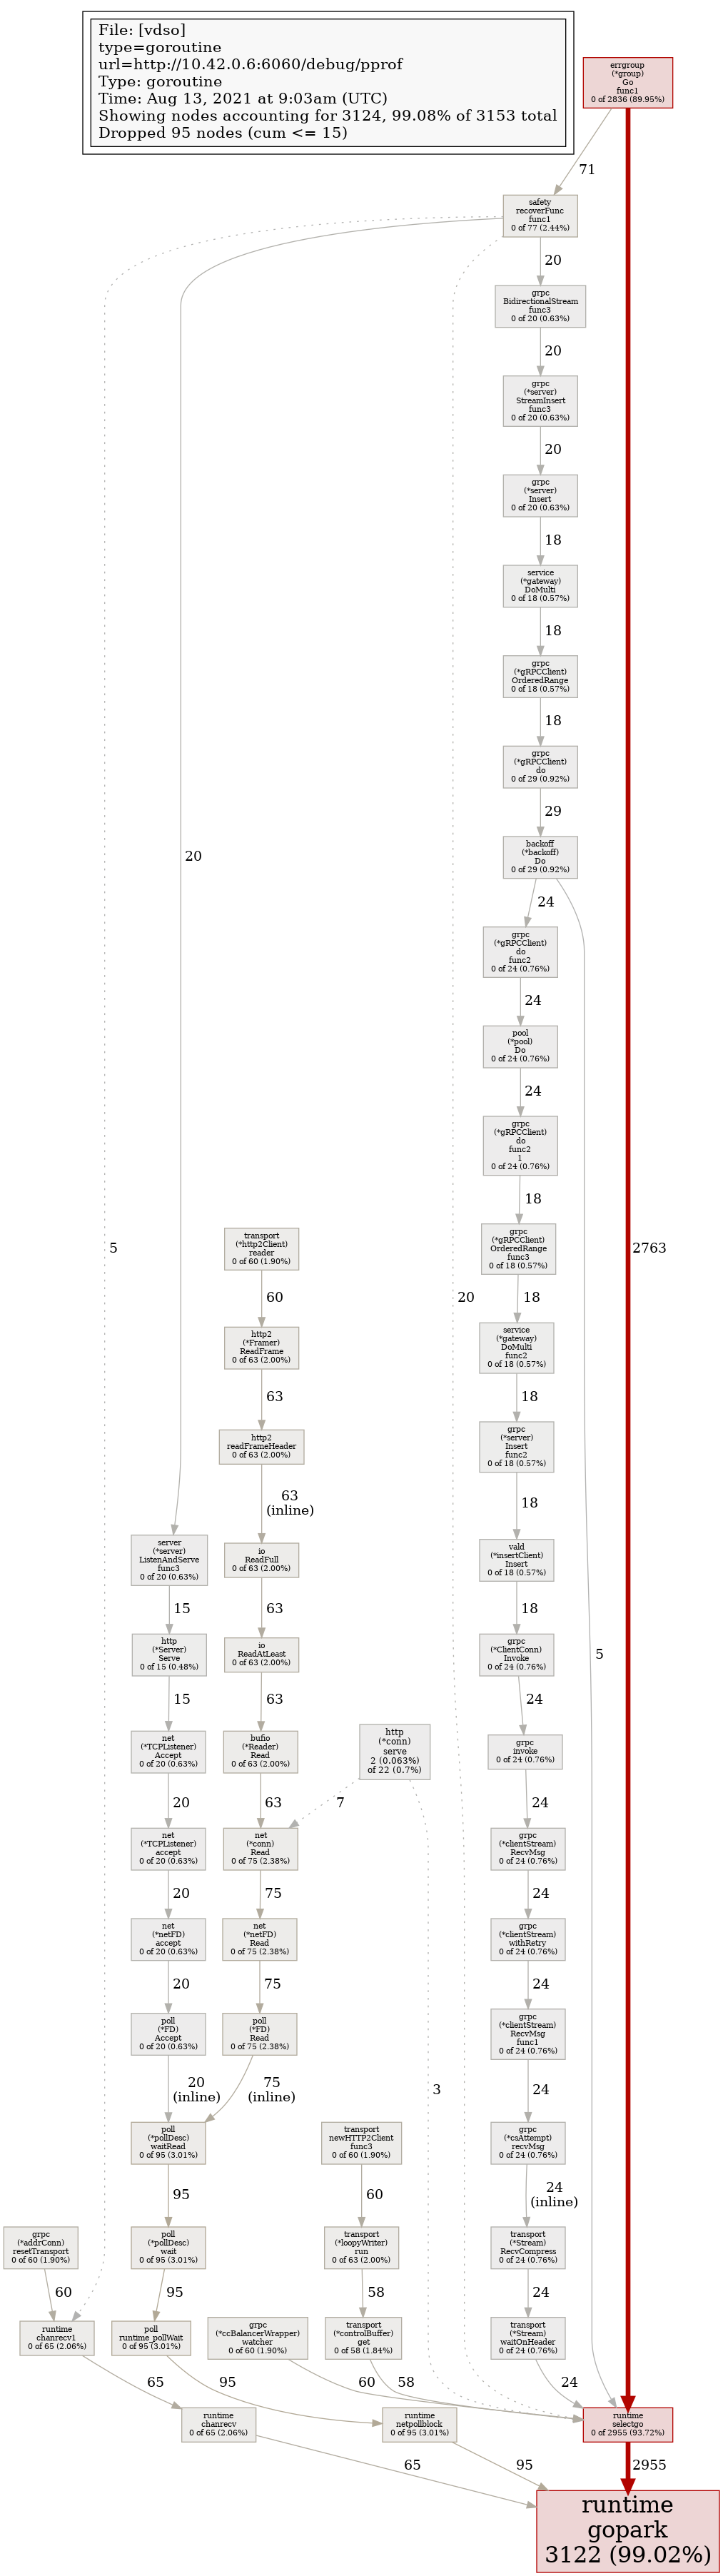 File: [vdso]
type=goroutine
url=http://10.42.0.6:6060/debug/pprof
Type: goroutine
Time: Aug 13, 2021 at 9:03am (UTC)
Showing nodes accounting for 3124, 99.08% of 3153 total
Dropped 95 nodes (cum <= 15)
errgroup
(*group)
Go
func1
0 of 2836 (89.95%)
71
safety
recoverFunc
func1
0 of 77 (2.44%)
20
grpc
BidirectionalStream
func3
0 of 20 (0.63%)
20
grpc
(*server)
StreamInsert
func3
0 of 20 (0.63%)
20
grpc
(*server)
Insert
0 of 20 (0.63%)
18
service
(*gateway)
DoMulti
0 of 18 (0.57%)
18
grpc
(*gRPCClient)
OrderedRange
0 of 18 (0.57%)
18
grpc
(*gRPCClient)
do
0 of 29 (0.92%)
29
backoff
(*backoff)
Do
0 of 29 (0.92%)
20
24
grpc
(*gRPCClient)
do
func2
0 of 24 (0.76%)
24
pool
(*pool)
Do
0 of 24 (0.76%)
24
grpc
(*gRPCClient)
do
func2
1
0 of 24 (0.76%)
18
grpc
(*gRPCClient)
OrderedRange
func3
0 of 18 (0.57%)
5
2763
transport
(*http2Client)
reader
0 of 60 (1.90%)
60
20
18
service
(*gateway)
DoMulti
func2
0 of 18 (0.57%)
http2
(*Framer)
ReadFrame
0 of 63 (2.00%)
63
18
grpc
(*server)
Insert
func2
0 of 18 (0.57%)
http2
readFrameHeader
0 of 63 (2.00%)
63
(inline)
18
vald
(*insertClient)
Insert
0 of 18 (0.57%)
server
(*server)
ListenAndServe
func3
0 of 20 (0.63%)
io
ReadFull
0 of 63 (2.00%)
15
63
18
http
(*Server)
Serve
0 of 15 (0.48%)
io
ReadAtLeast
0 of 63 (2.00%)
grpc
(*ClientConn)
Invoke
0 of 24 (0.76%)
5
15
63
24
net
(*TCPListener)
Accept
0 of 20 (0.63%)
bufio
(*Reader)
Read
0 of 63 (2.00%)
http
(*conn)
serve
2 (0.063%)
of 22 (0.7%)
grpc
invoke
0 of 24 (0.76%)
20
63
7
24
net
(*TCPListener)
accept
0 of 20 (0.63%)
net
(*conn)
Read
0 of 75 (2.38%)
grpc
(*clientStream)
RecvMsg
0 of 24 (0.76%)
20
75
24
net
(*netFD)
accept
0 of 20 (0.63%)
net
(*netFD)
Read
0 of 75 (2.38%)
grpc
(*clientStream)
withRetry
0 of 24 (0.76%)
20
75
24
poll
(*FD)
Accept
0 of 20 (0.63%)
poll
(*FD)
Read
0 of 75 (2.38%)
grpc
(*clientStream)
RecvMsg
func1
0 of 24 (0.76%)
20
(inline)
75
(inline)
3
24
poll
(*pollDesc)
waitRead
0 of 95 (3.01%)
transport
newHTTP2Client
func3
0 of 60 (1.90%)
grpc
(*csAttempt)
recvMsg
0 of 24 (0.76%)
95
60
24
(inline)
grpc
(*addrConn)
resetTransport
0 of 60 (1.90%)
poll
(*pollDesc)
wait
0 of 95 (3.01%)
transport
(*loopyWriter)
run
0 of 63 (2.00%)
transport
(*Stream)
RecvCompress
0 of 24 (0.76%)
60
95
58
24
runtime
chanrecv1
0 of 65 (2.06%)
poll
runtime_pollWait
0 of 95 (3.01%)
grpc
(*ccBalancerWrapper)
watcher
0 of 60 (1.90%)
transport
(*controlBuffer)
get
0 of 58 (1.84%)
transport
(*Stream)
waitOnHeader
0 of 24 (0.76%)
65
95
60
58
24
runtime
chanrecv
0 of 65 (2.06%)
runtime
netpollblock
0 of 95 (3.01%)
runtime
selectgo
0 of 2955 (93.72%)
65
95
2955
runtime
gopark
3122 (99.02%)